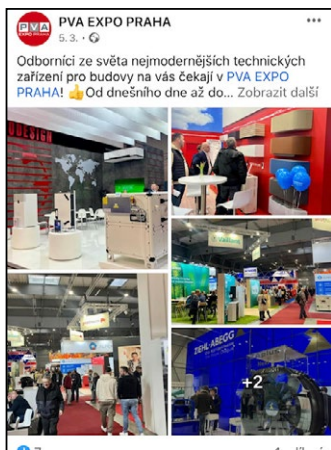 PVA EXPO PRAHA
5. 3.
Odborníci ze světa nejmodernějších technických
zařízení pro budovy na vás čekají v PVA EXPO
PRAHA! Od dnešního dne až do... Zobrazit další
ZIEHL-ABEGG
+2